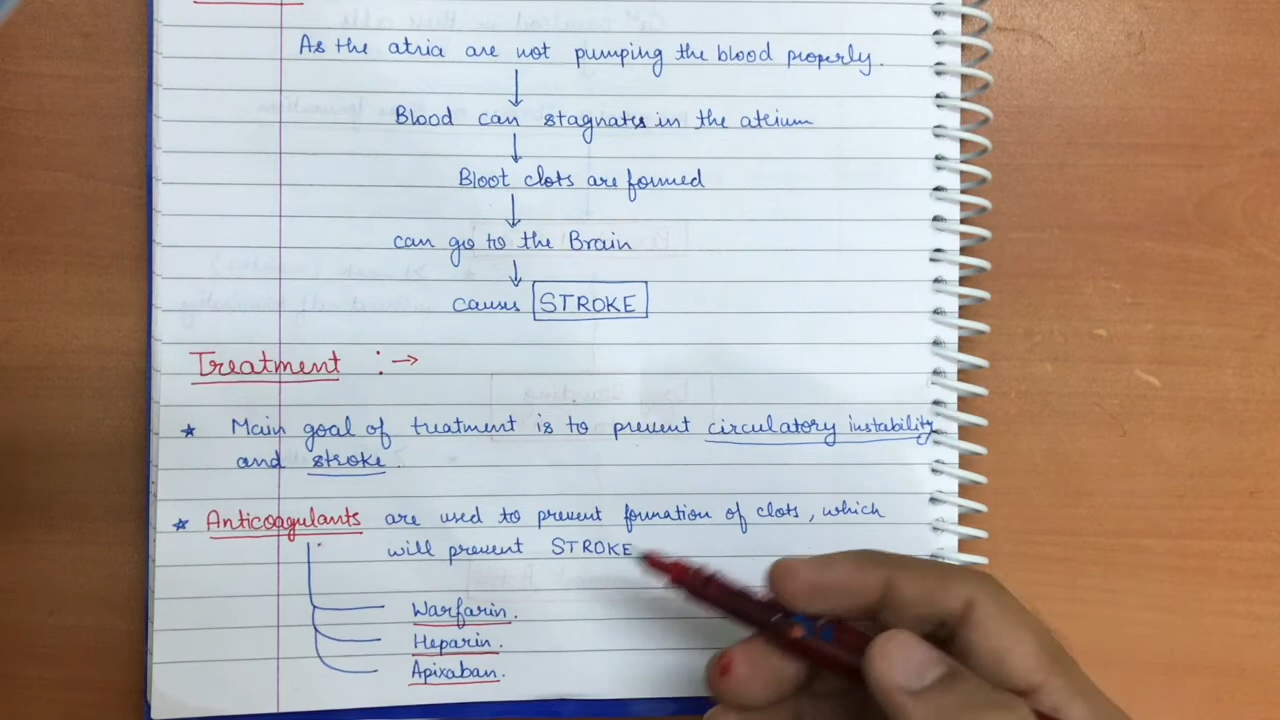 As the atria are not pumping the blood properly.
Blood can stagnates in the atrium
Bloot clots are formed
can go to the Brain
causes STROKE
Treatment :→
* Main goal of treatment is to prevent circulatory instability
and stroke.
* Anticoagulants are used to prevent formation of clots, which
will prevent STROKE
Warfarin.
Heparin.
Apixaban.